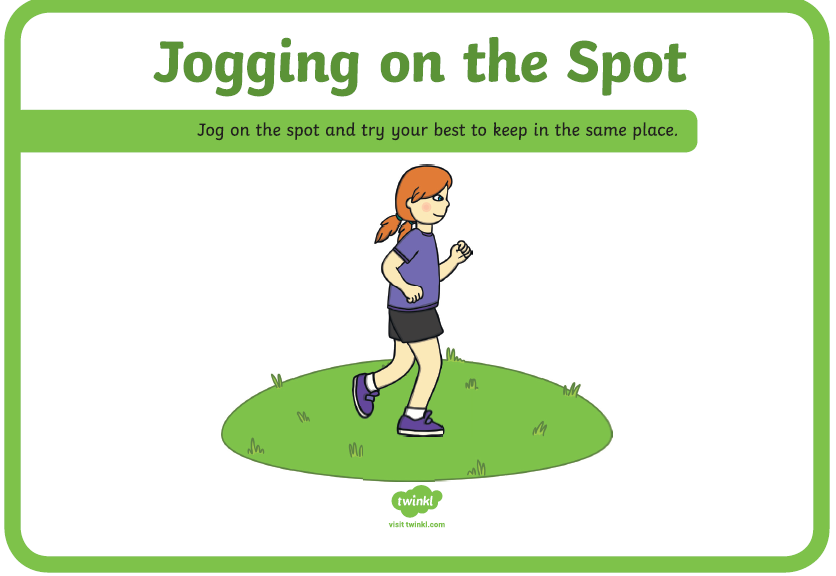 Jogging on the Spot
Jog on the spot and try your best to keep in the same place.
twinkl
visit twinkl.com